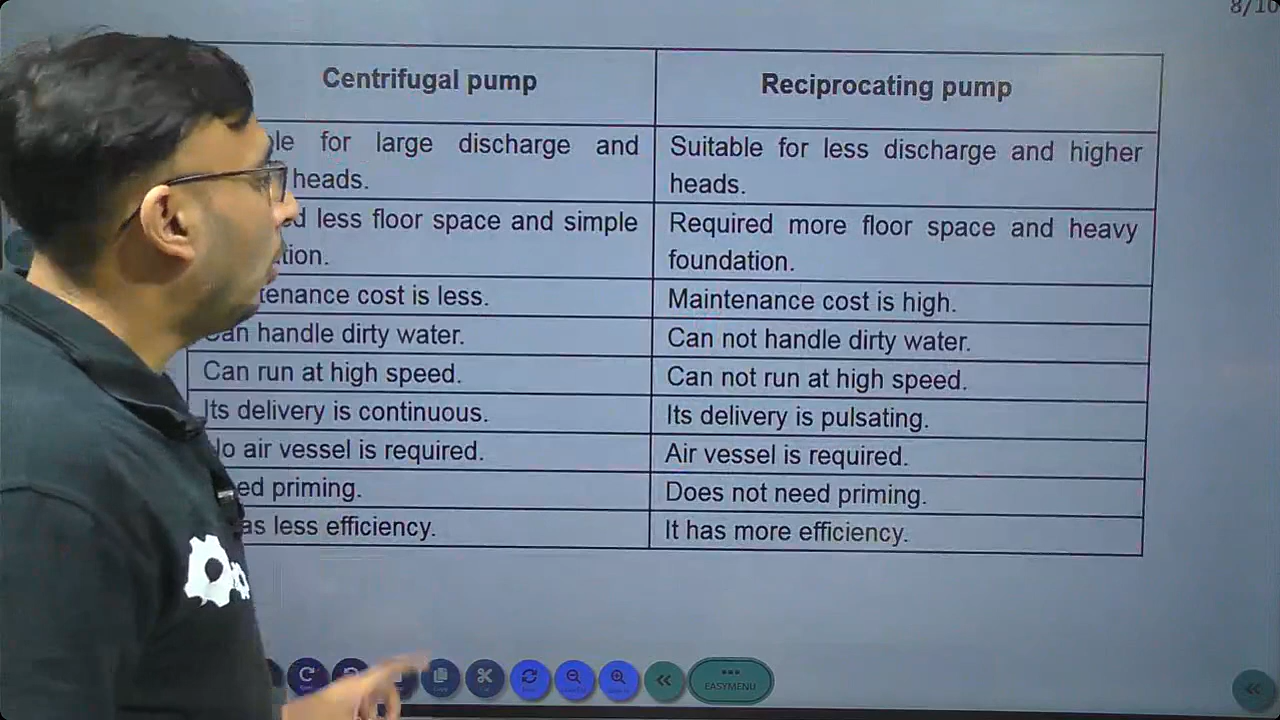 8/10
Centrifugal pump
Reciprocating pump
for large discharge and
heads.
Suitable for less discharge and higher
heads.
less floor space and simple
Required more floor space and heavy
foundation.
cost is less.
Maintenance cost is high.
Can handle dirty water.
Can not handle dirty water.
Can run at high speed.
Can not run at high speed.
Its delivery is continuous.
Its delivery is pulsating.
No air vessel is required.
Air vessel is required.
priming.
Does not need priming.
less efficiency.
It has more efficiency.
EASYMENU